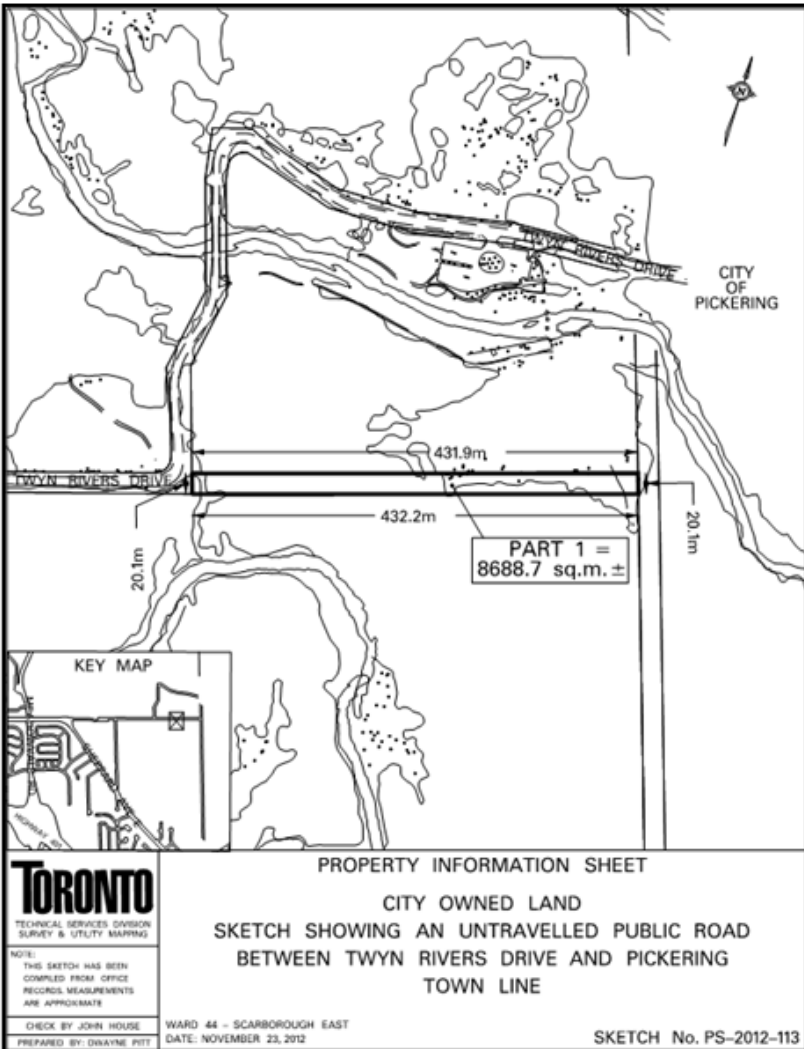 TWYN RIVERS DRIVE
CITY
OF
PICKERING
431.9m
TWYN RIVERS DRIVE
432.2m
20.1m
20.1m
PART 1 =
8688.7 sq.m. ±
KEY MAP
SHEPPARD AVE
HIGHWAY 401
TORONTO
TECHNICAL SERVICES DIVISION
SURVEY & UTILITY MAPPING
NOTE:
THIS SKETCH HAS BEEN
COMPILED FROM OFFICE
RECORDS. MEASUREMENTS
ARE APPROXIMATE
CHECK BY JOHN HOUSE
PREPARED BY: DWAYNE PITT
PROPERTY INFORMATION SHEET
CITY OWNED LAND
SKETCH SHOWING AN UNTRAVELLED PUBLIC ROAD
BETWEEN TWYN RIVERS DRIVE AND PICKERING
TOWN LINE
WARD 44 - SCARBOROUGH EAST
DATE: NOVEMBER 23, 2012
SKETCH No. PS-2012-113